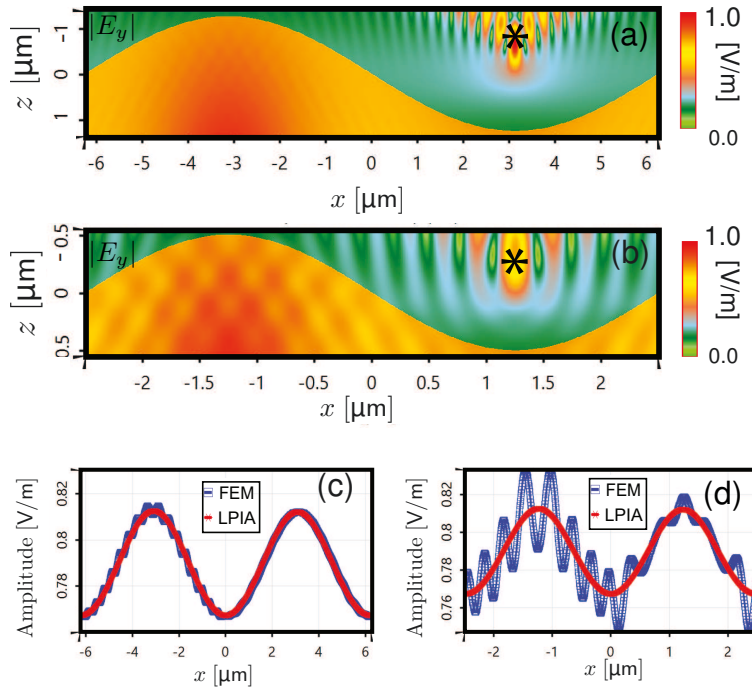 |E_y|
(a)
*
z [μm]
-1
0
1
-6 -5 -4 -3 -2 -1 0 1 2 3 4 5 6
x [μm]
1.0
[V/m]
0.0
|E_y|
(b)
*
z [μm]
-0.5
0
0.5
-2 -1.5 -1 -0.5 0 0.5 1 1.5 2
x [μm]
1.0
[V/m]
0.0
(c)
FEM
LPIA
Amplitude [V/m]
0.82
0.8
0.78
-6 -4 -2 0 2 4 6
x [μm]
(d)
FEM
LPIA
Amplitude [V/m]
0.82
0.8
0.78
0.76
-2 -1 0 1 2
x [μm]